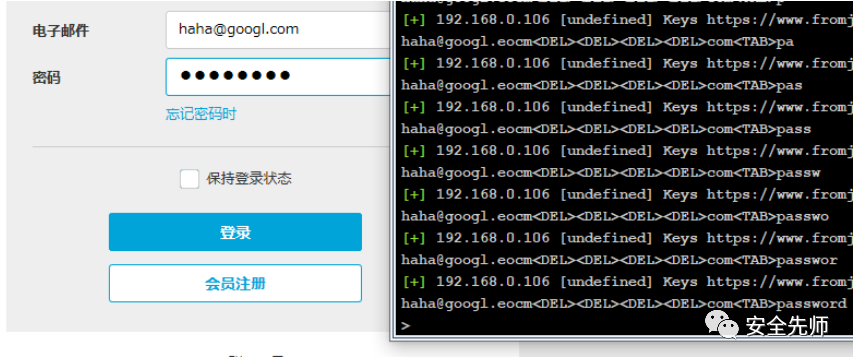 电子邮件
haha@googl.com
密码
●●●●●●●●
忘记密码时
保持登录状态
登录
会员注册
[+] 192.168.0.106 [undefined] Keys https://www.fromj
haha@googl.eocm<DEL><DEL><DEL><DEL>com<TAB>pa
[+] 192.168.0.106 [undefined] Keys https://www.fromj
haha@googl.eocm<DEL><DEL><DEL><DEL>com<TAB>pas
[+] 192.168.0.106 [undefined] Keys https://www.fromj
haha@googl.eocm<DEL><DEL><DEL><DEL>com<TAB>pass
[+] 192.168.0.106 [undefined] Keys https://www.fromj
haha@googl.eocm<DEL><DEL><DEL><DEL>com<TAB>passw
[+] 192.168.0.106 [undefined] Keys https://www.fromj
haha@googl.eocm<DEL><DEL><DEL><DEL>com<TAB>passwo
[+] 192.168.0.106 [undefined] Keys https://www.fromj
haha@googl.eocm<DEL><DEL><DEL><DEL>com<TAB>passwor
[+] 192.168.0.106 [undefined] Keys https://www.fromj
haha@googl.eocm<DEL><DEL><DEL><DEL>com<TAB>password
>
安全先师